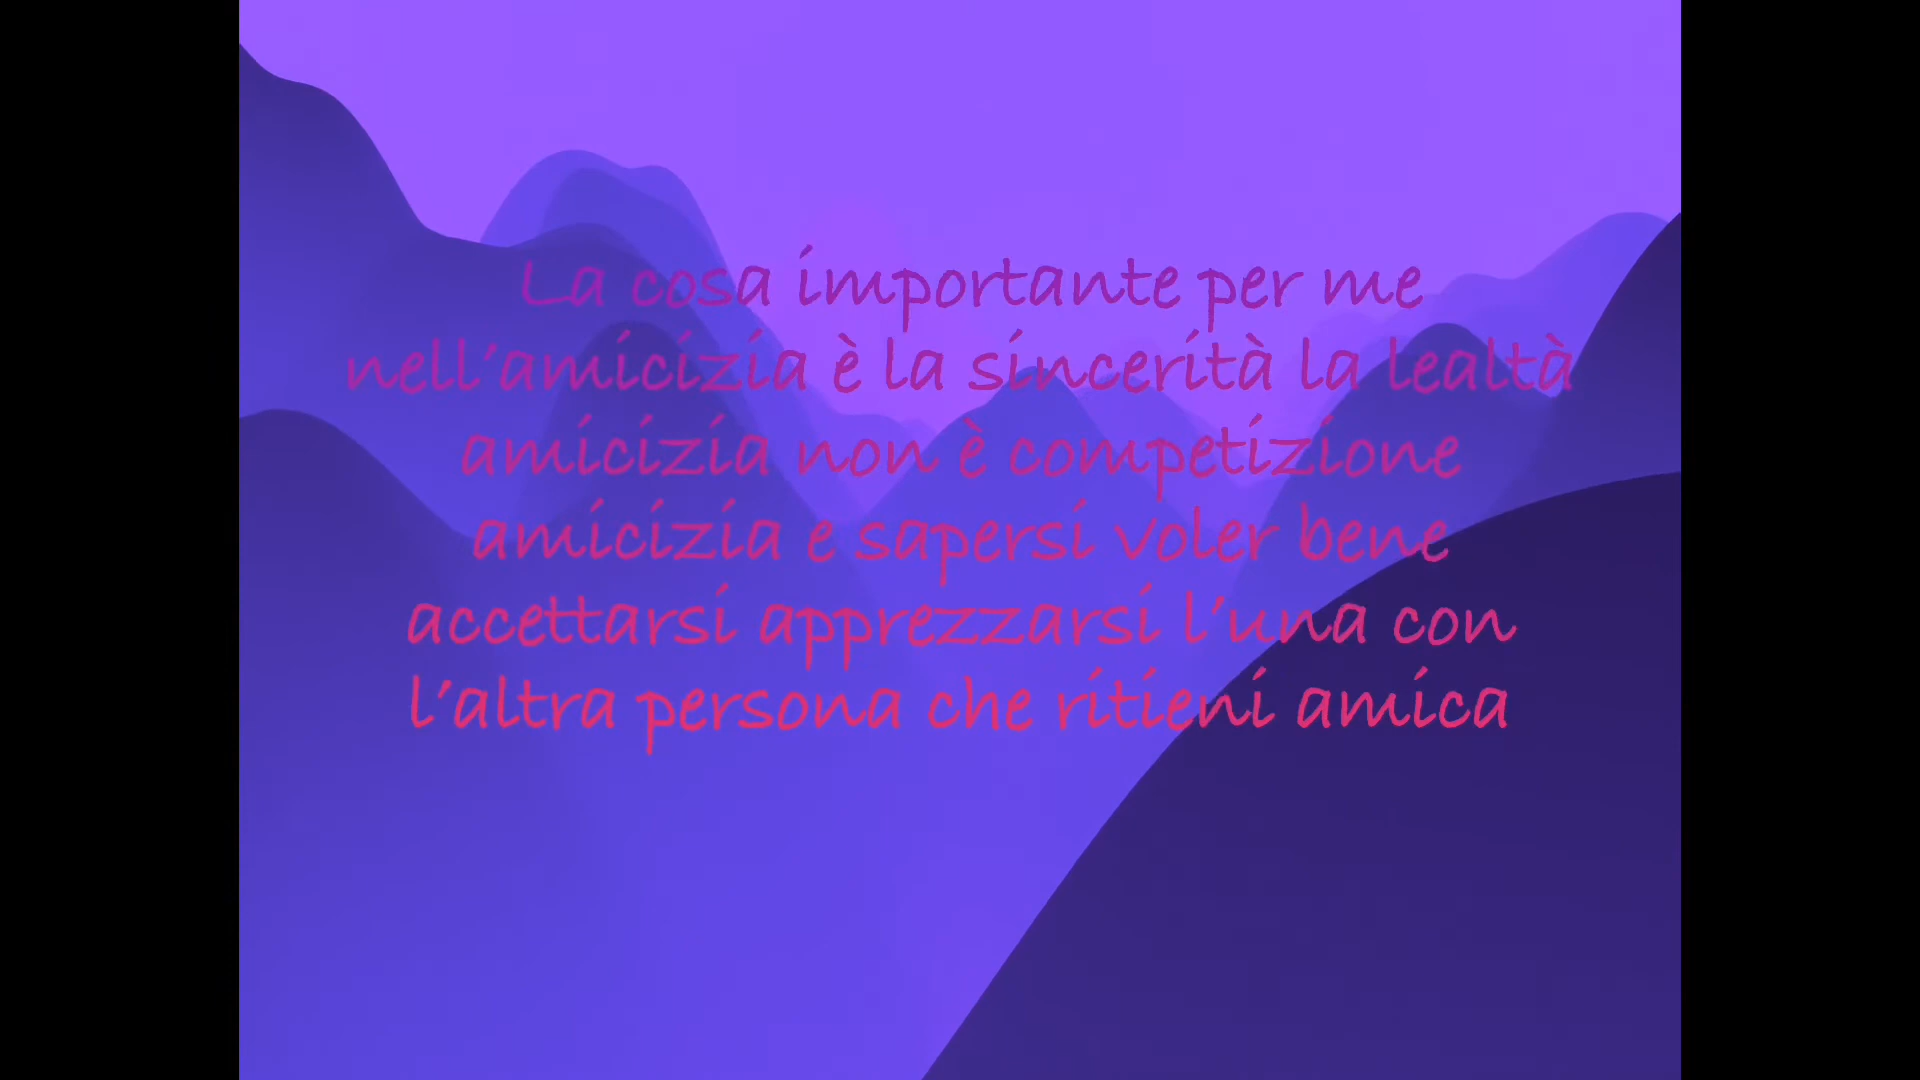 La cosa importante per me
nell'amicizia è la sincerità la lealtà
amicizia non è competizione
amicizia e sapersi voler bene
accettarsi apprezzarsi l'una con
l'altra persona che ritieni amica